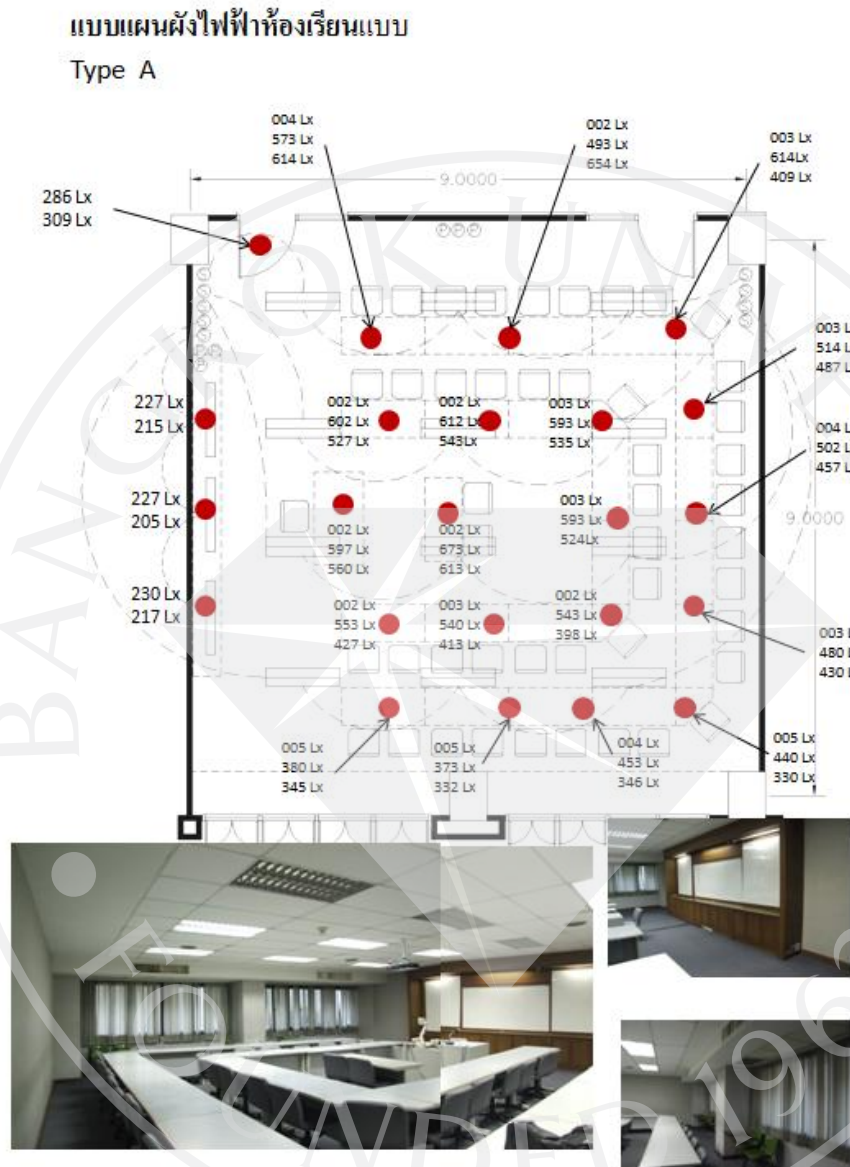 แบบแผนผังไฟฟ้าห้องเรียนแบบ
Type A
004 Lx
573 Lx
614 Lx
002 Lx
493 Lx
654 Lx
003 Lx
614Lx
409 Lx
9.0000
286 Lx
309 Lx
003 L
514 L
487 L
227 Lx
215 Lx
002 Lx
602 Lx
527 Lx
002 Lx
612 Lx
543Lx
003 Lx
593 Lx
535 Lx
004 L
502 L
457 L
227 Lx
205 Lx
002 Lx
597 Lx
560 Lx
002 Lx
673 Lx
613 Lx
003 Lx
593 Lx
524Lx
9.0000
230 Lx
217 Lx
002 Lx
553 Lx
427 Lx
003 Lx
540 Lx
413 Lx
002 Lx
543 Lx
398 Lx
003 L
480 L
430 L
005 Lx
380 Lx
345 Lx
005 Lx
373 Lx
332 Lx
004 Lx
453 Lx
346 Lx
005 Lx
440 Lx
330 Lx
BANGKOK UNIVE
FOUNDED 1962